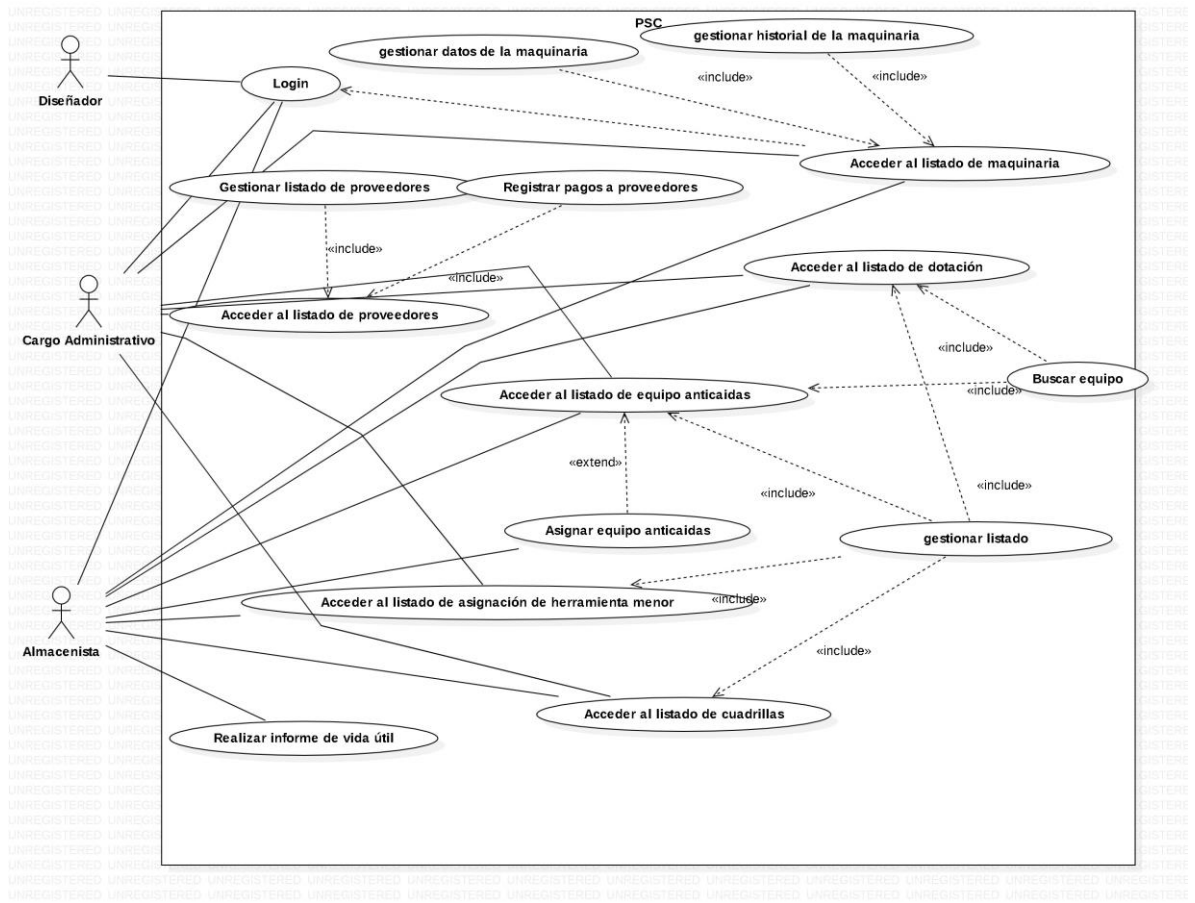 PSC
gestionar historial de la maquinaria
gestionar datos de la maquinaria
«include»
«include»
Login
Diseñador
Acceder al listado de maquinaria
Gestionar listado de proveedores
Registrar pagos a proveedores
«include»
«include»
Acceder al listado de dotación
Acceder al listado de proveedores
Cargo Administrativo
«include»
Buscar equipo
«include»
Acceder al listado de equipo anticaidas
«extend»
«include»
«include»
Asignar equipo anticaidas
gestionar listado
Acceder al listado de asignación de herramienta menor
«include»
Almacenista
«include»
Acceder al listado de cuadrillas
Realizar informe de vida útil
UNREGISTERED